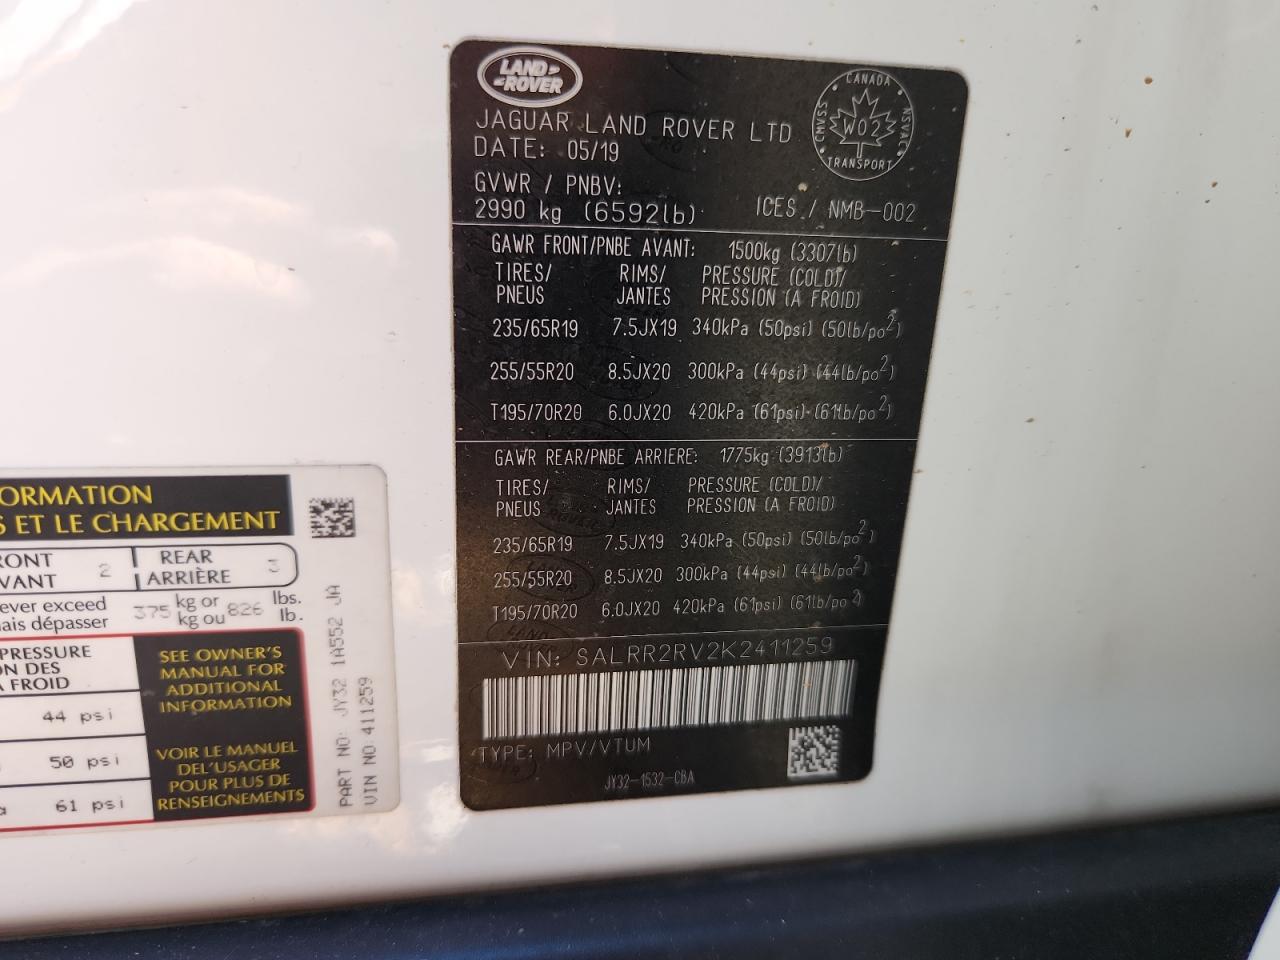 LAND ROVER
JAGUAR LAND ROVER LTD
DATE: 05/19
GVWR / PNBV:
2990 kg (6592lb)
ICES / NMB-002
CANADA
CMVSS NSVAC
W02
TRANSPORT
GAWR FRONT/PNBE AVANT: 1500kg (3307lb)
TIRES/ RIMS/ PRESSURE (COLD)/
PNEUS JANTES PRESSION (A FROID)
235/65R19 7.5JX19 340kPa (50psi) (50lb/po²)
255/55R20 8.5JX20 300kPa (44psi) (44lb/po²)
T195/70R20 6.0JX20 420kPa (61psi) (61lb/po²)
GAWR REAR/PNBE ARRIERE: 1775kg (3913lb)
TIRES/ RIMS/ PRESSURE (COLD)/
PNEUS JANTES PRESSION (A FROID)
235/65R19 7.5JX19 340kPa (50psi) (50lb/po²)
255/55R20 8.5JX20 300kPa (44psi) (44lb/po²)
T195/70R20 6.0JX20 420kPa (61psi) (61lb/po²)
VIN: SALRR2RV2K2411259
TYPE: MPV/VTUM
JY32-1532-CBA
ORMATION
S ET LE CHARGEMENT
RONT 2 REAR 3
VANT ARRIÈRE
ever exceed 375 kg or 826 lbs.
mais dépasser kg ou lb.
PRESSURE
ON DES
A FROID
44 psi
50 psi
61 psi
SEE OWNER'S
MANUAL FOR
ADDITIONAL
INFORMATION
VOIR LE MANUEL
DEL'USAGER
POUR PLUS DE
RENSEIGNEMENTS
PART NO: JY32 1A552 JA
VIN NO 411259